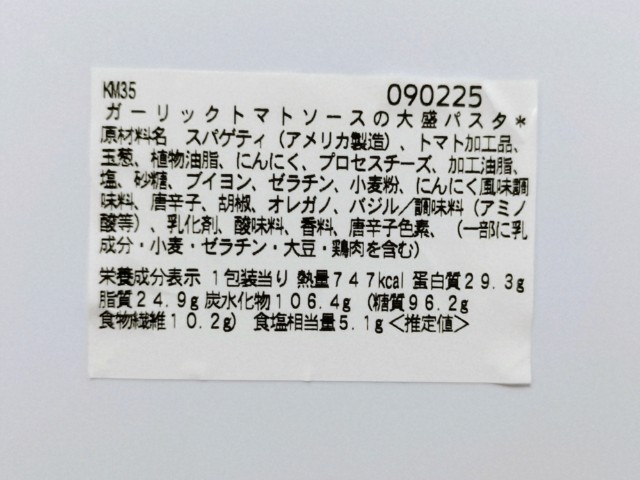 KM35
090225
ガーリックトマトソースの大盛パスタ*
原材料名 スパゲティ（アメリカ製造）、トマト加工品、
玉葱、植物油脂、にんにく、プロセスチーズ、加工油脂、
塩、砂糖、ブイヨン、ゼラチン、小麦粉、にんにく風味調
味料、唐辛子、胡椒、オレガノ、バジル／調味料（アミノ
酸等）、乳化剤、酸味料、香料、唐辛子色素、（一部に乳
成分・小麦・ゼラチン・大豆・鶏肉を含む）
栄養成分表示 1包装当り 熱量747kcal 蛋白質29.3g
脂質24.9g 炭水化物106.4g （糖質96.2g
食物繊維10.2g） 食塩相当量5.1g＜推定値＞